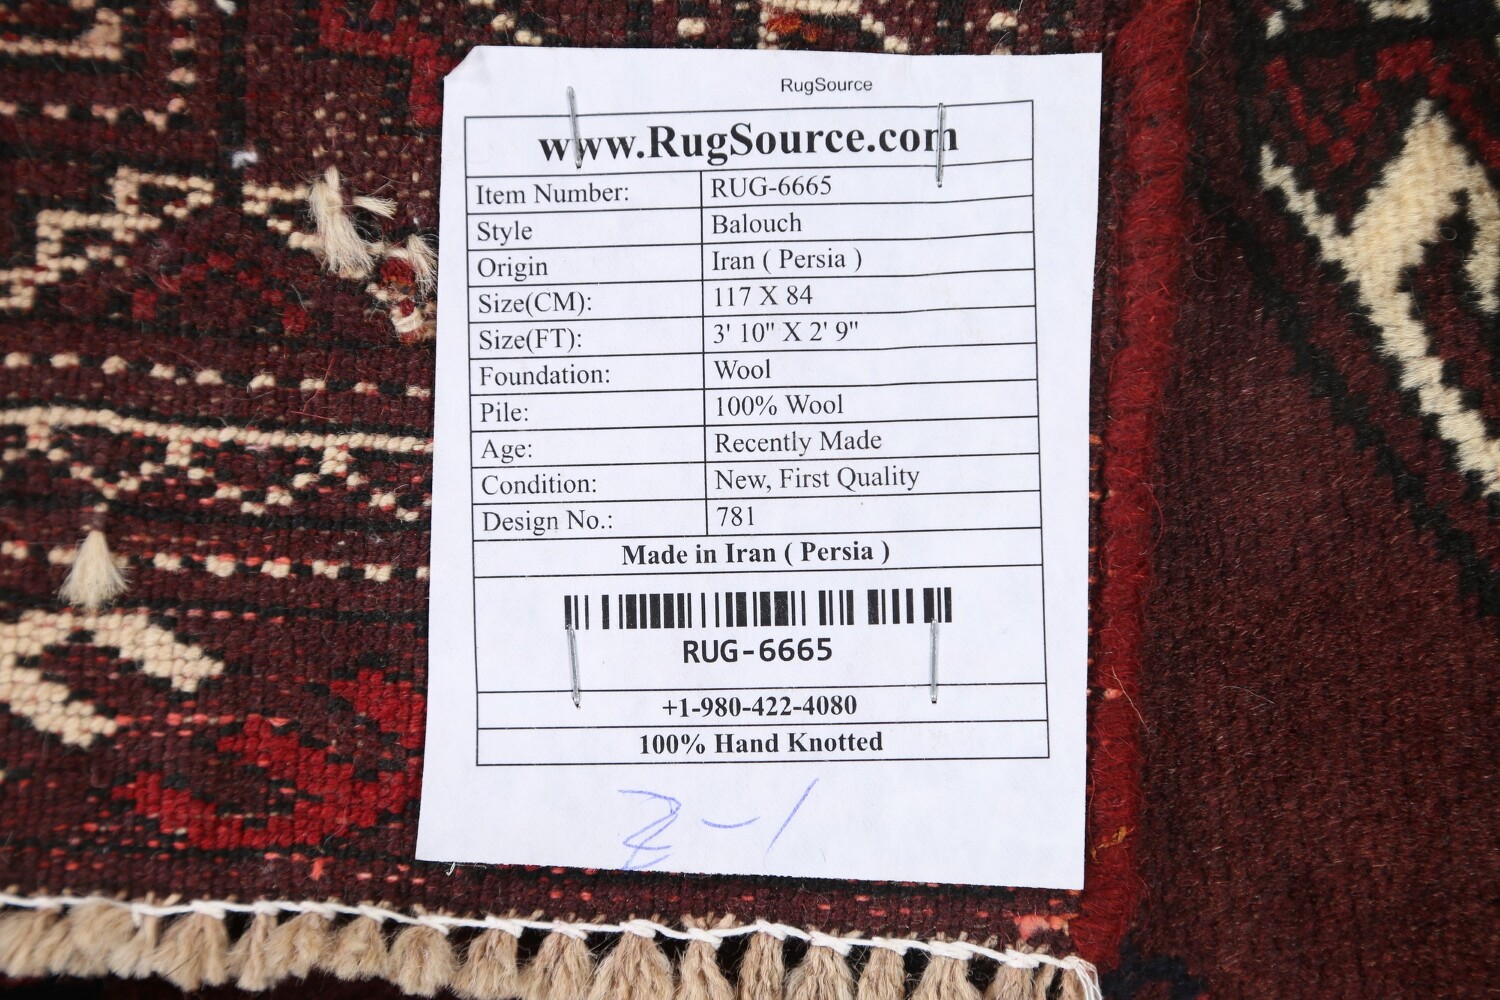 RugSource
www.RugSource.com
Item Number: RUG-6665
Style Balouch
Origin Iran ( Persia )
Size(CM): 117 X 84
Size(FT): 3' 10" X 2' 9"
Foundation: Wool
Pile: 100% Wool
Age: Recently Made
Condition: New, First Quality
Design No.: 781
Made in Iran ( Persia )
RUG-6665
+1-980-422-4080
100% Hand Knotted